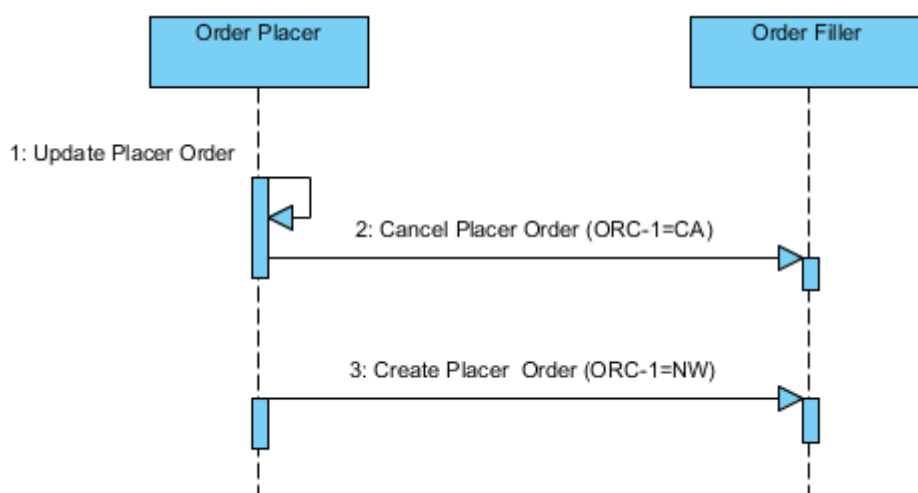 Order Placer
Order Filler
1: Update Placer Order
2: Cancel Placer Order (ORC-1=CA)
3: Create Placer  Order (ORC-1=NW)